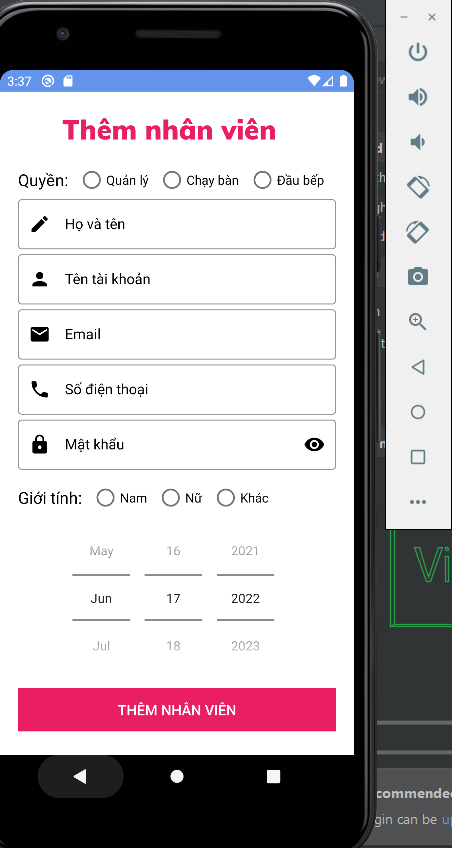 3:37
Thêm nhân viên
Quyền: Quản lý Chạy bàn Đầu bếp
Họ và tên
Tên tài khoản
Email
Số điện thoại
Mật khẩu
Giới tính: Nam Nữ Khác
May 16 2021
Jun 17 2022
Jul 18 2023
THÊM NHÂN VIÊN
Vi
commended
gin can be up